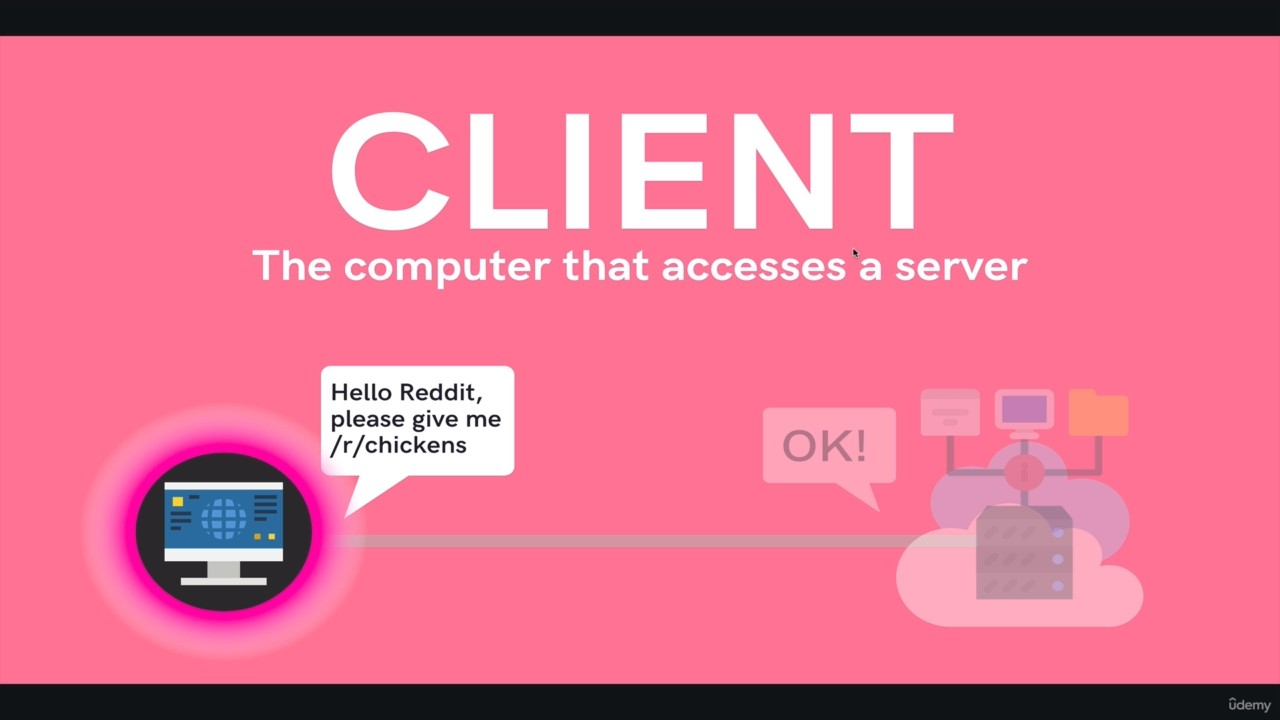 CLIENT
The computer that accesses a server
Hello Reddit,
please give me
/r/chickens
OK!
ûdemy